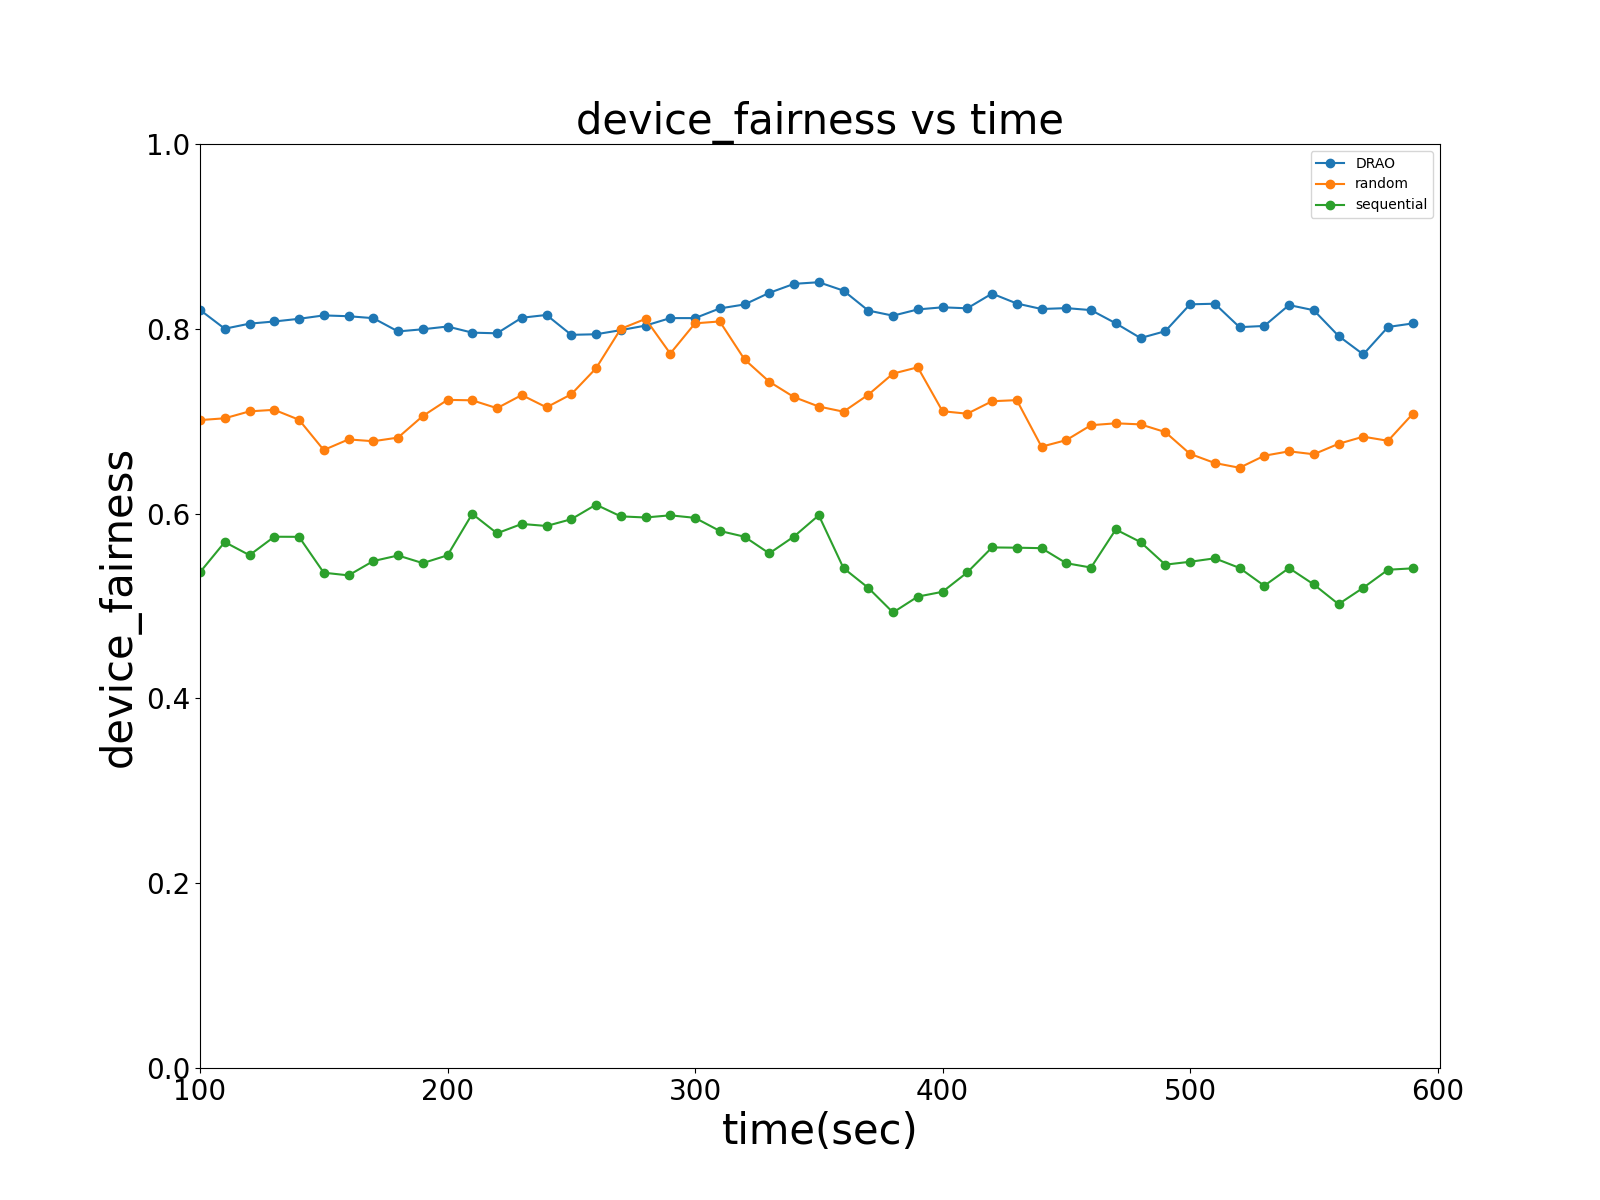 device_fairness vs time
DRAO
random
sequential
device_fairness
1.0
0.8
0.6
0.4
0.2
0.0
100 200 300 400 500 600
time(sec)